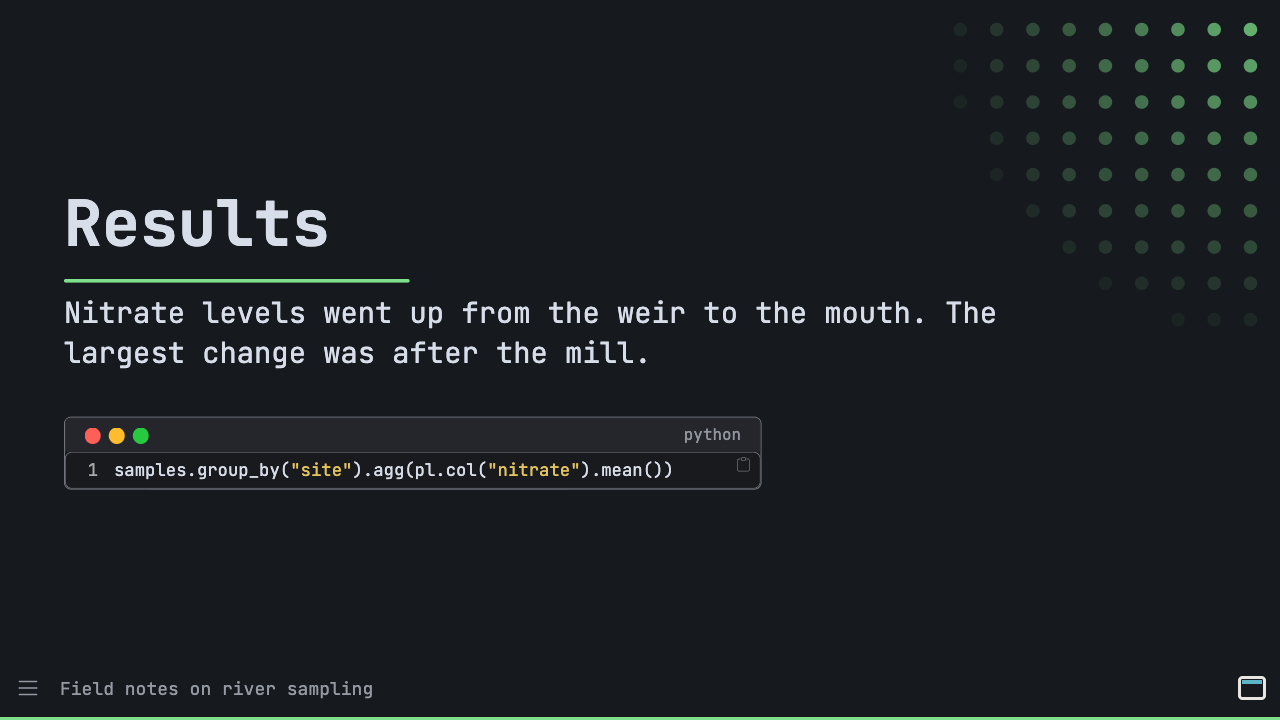 Results
Nitrate levels went up from the weir to the mouth. The
largest change was after the mill.
python
1 samples.group_by("site").agg(pl.col("nitrate").mean())
Field notes on river sampling